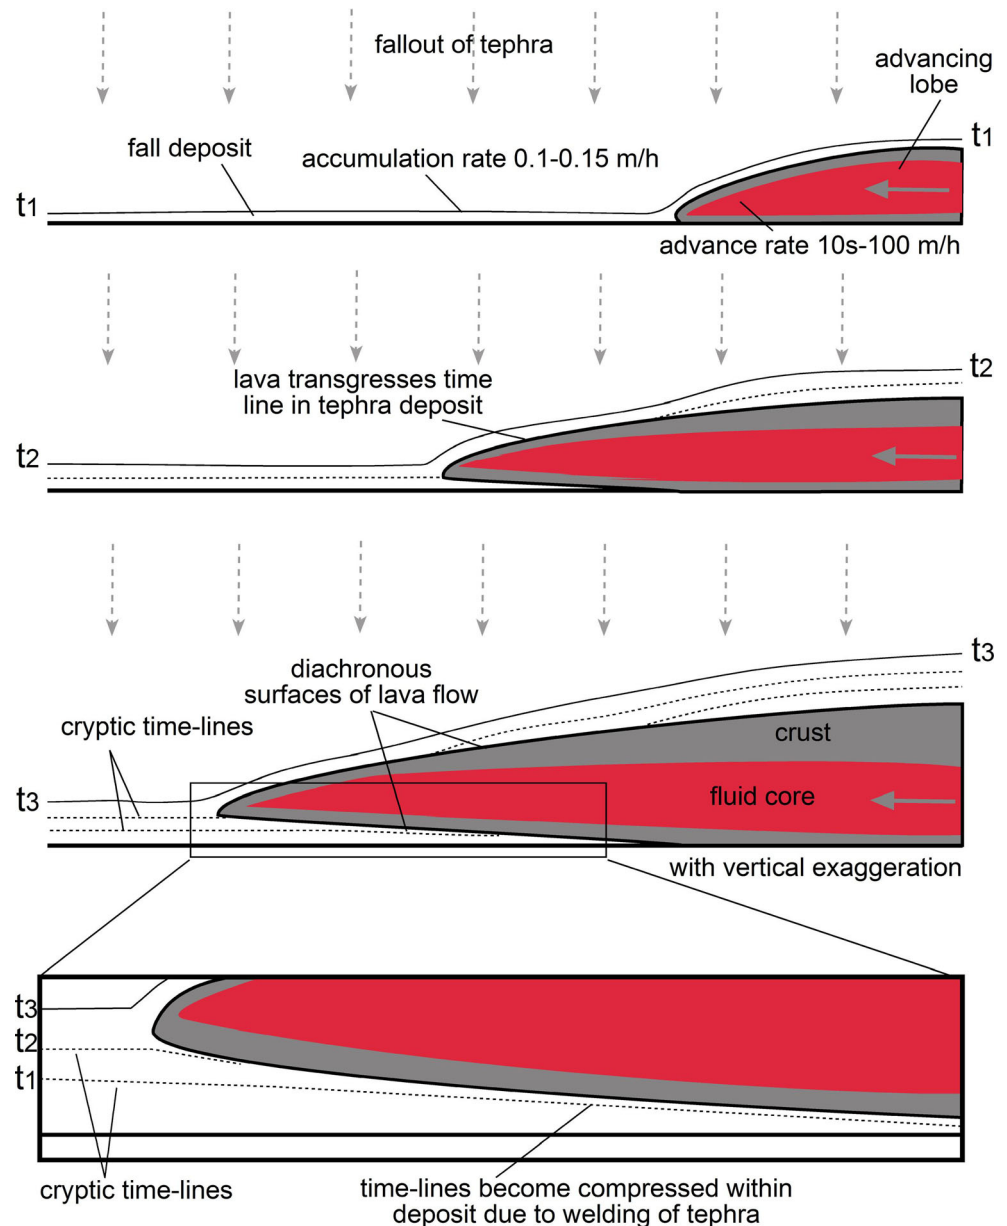 fallout of tephra
advancing
lobe
t1
fall deposit
accumulation rate 0.1-0.15 m/h
t1
advance rate 10s-100 m/h
lava transgresses time
line in tephra deposit
t2
t2
diachronous
surfaces of lava flow
t3
cryptic time-lines
crust
t3
fluid core
with vertical exaggeration
t3
t2
t1
cryptic time-lines
time-lines become compressed within
deposit due to welding of tephra